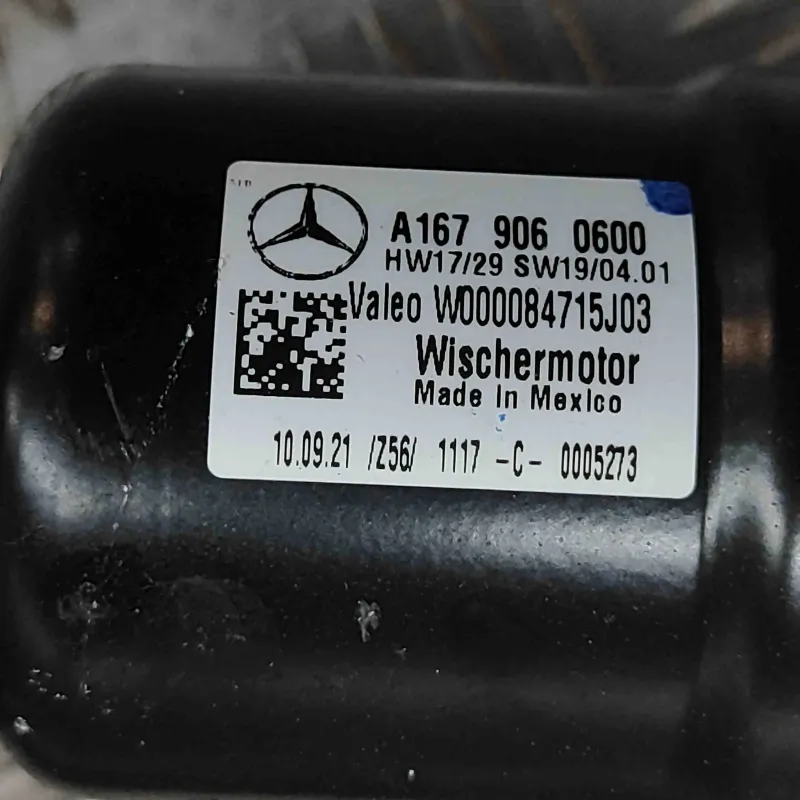 A167 906 0600
HW17/29 SW19/04.01
Valeo W000084715J03
Wischermotor
Made In Mexico
10.09.21 /Z56/ 1117 -C- 0005273